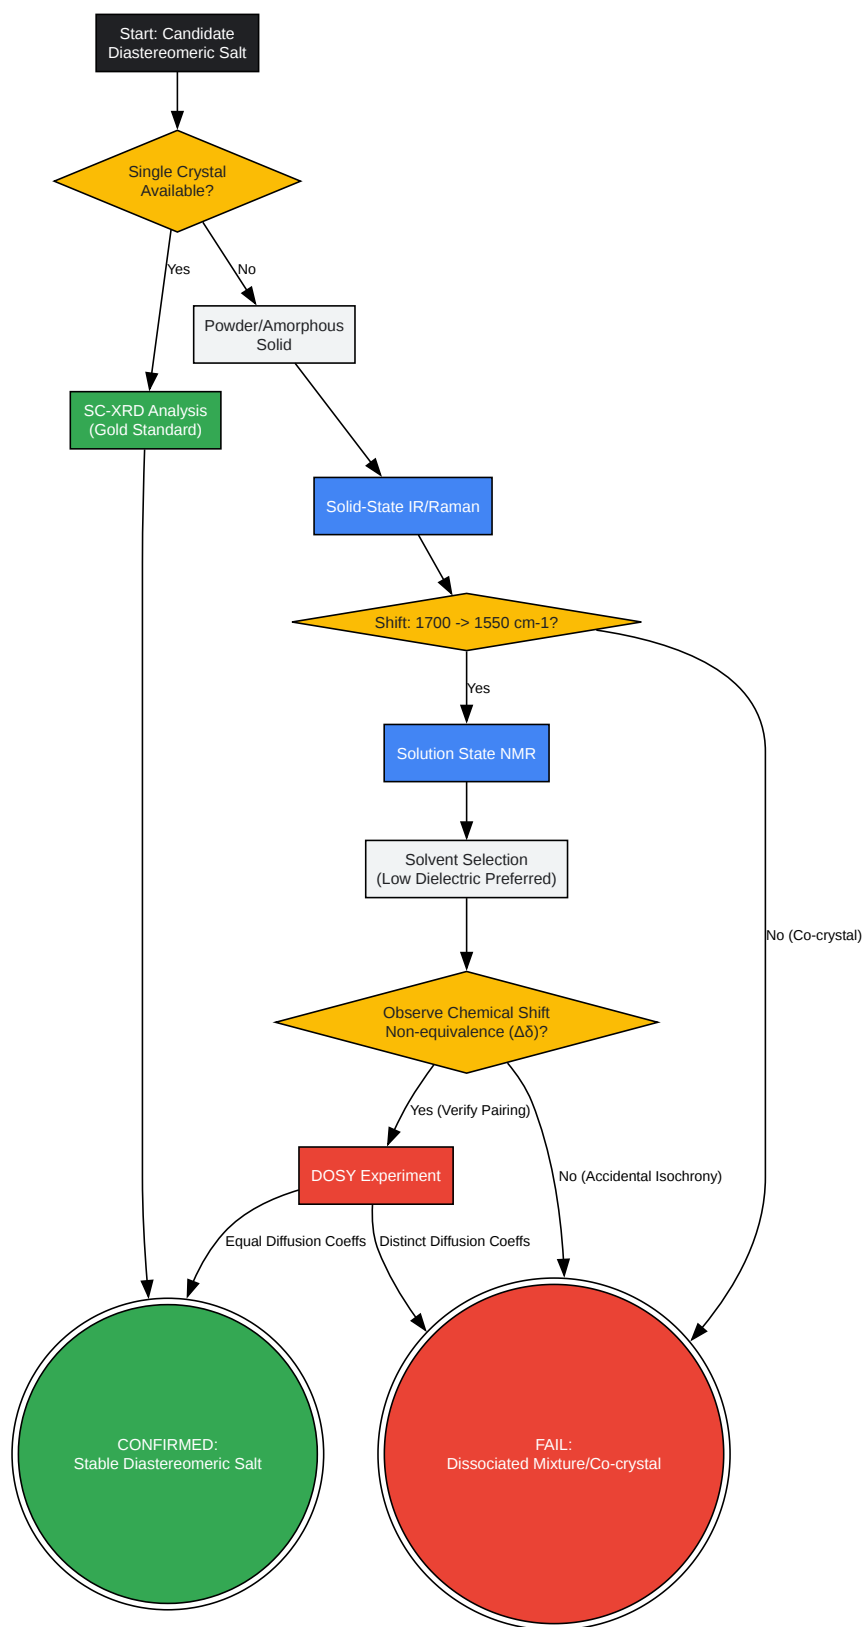 Start: Candidate
Diastereomeric Salt
Single Crystal
Available?
Yes
No
Powder/Amorphous
Solid
SC-XRD Analysis
(Gold Standard)
Solid-State IR/Raman
Shift: 1700 -> 1550 cm-1?
Yes
Solution State NMR
Solvent Selection
(Low Dielectric Preferred)
No (Co-crystal)
Observe Chemical Shift
Non-equivalence (Δδ)?
Yes (Verify Pairing)
DOSY Experiment
No (Accidental Isochrony)
Equal Diffusion Coeffs
Distinct Diffusion Coeffs
CONFIRMED:
Stable Diastereomeric Salt
FAIL:
Dissociated Mixture/Co-crystal